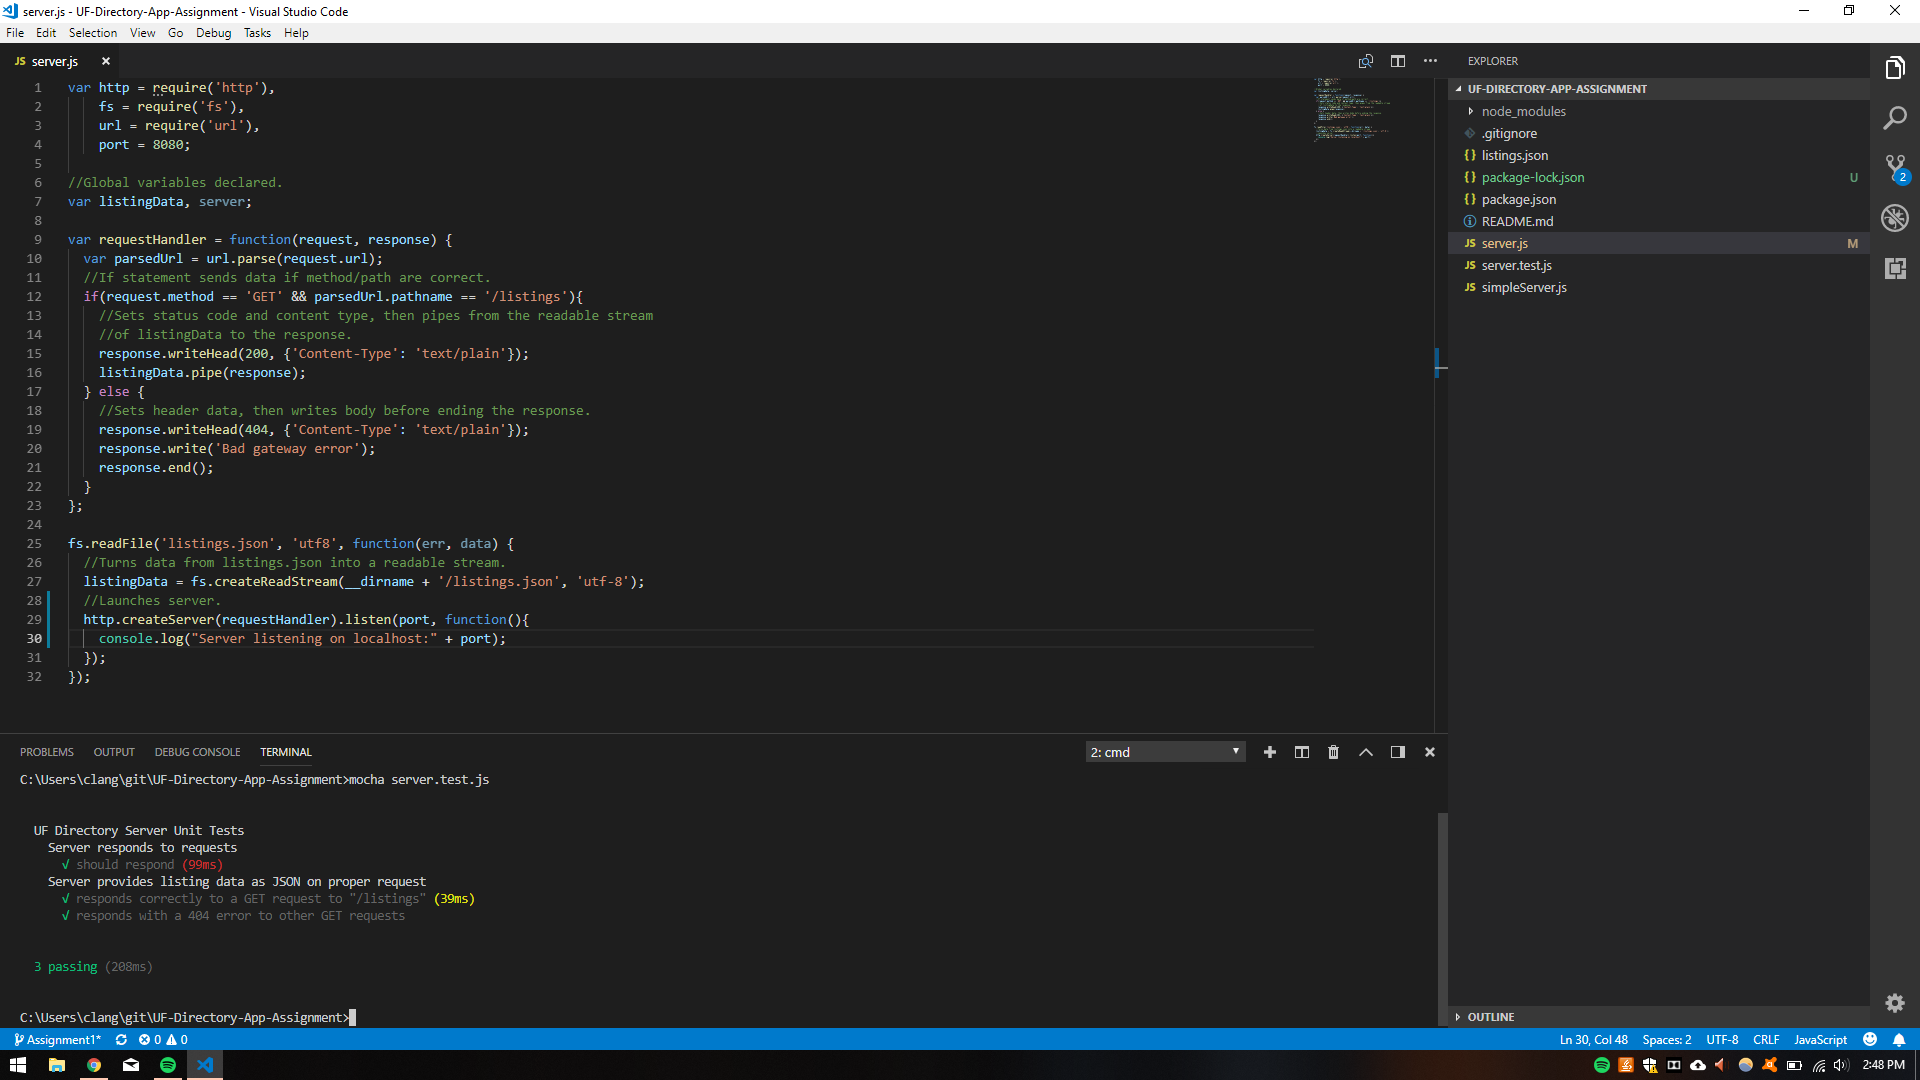 server.js - UF-Directory-App-Assignment - Visual Studio Code
File Edit Selection View Go Debug Tasks Help
JS server.js
1 var http = require('http'),
2 fs = require('fs'),
3 url = require('url'),
4 port = 8080;
5
6 //Global variables declared.
7 var listingData, server;
8
9 var requestHandler = function(request, response) {
10 var parsedUrl = url.parse(request.url);
11 //If statement sends data if method/path are correct.
12 if(request.method == 'GET' && parsedUrl.pathname == '/listings'){
13 //Sets status code and content type, then pipes from the readable stream
14 //of listingData to the response.
15 response.writeHead(200, {'Content-Type': 'text/plain'});
16 listingData.pipe(response);
17 } else {
18 //Sets header data, then writes body before ending the response.
19 response.writeHead(404, {'Content-Type': 'text/plain'});
20 response.write('Bad gateway error');
21 response.end();
22 }
23 };
24
25 fs.readFile('listings.json', 'utf8', function(err, data) {
26 //Turns data from listings.json into a readable stream.
27 listingData = fs.createReadStream(__dirname + '/listings.json', 'utf-8');
28 //Launches server.
29 http.createServer(requestHandler).listen(port, function(){
30 console.log("Server listening on localhost:" + port);
31 });
32 });
EXPLORER
UF-DIRECTORY-APP-ASSIGNMENT
node_modules
.gitignore
{} listings.json
{} package-lock.json U
{} package.json
README.md
JS server.js M
JS server.test.js
JS simpleServer.js
OUTLINE
2
PROBLEMS OUTPUT DEBUG CONSOLE TERMINAL 2: cmd
C:\Users\clang\git\UF-Directory-App-Assignment>mocha server.test.js
UF Directory Server Unit Tests
Server responds to requests
√ should respond (99ms)
Server provides listing data as JSON on proper request
√ responds correctly to a GET request to "/listings" (39ms)
√ responds with a 404 error to other GET requests
3 passing (208ms)
C:\Users\clang\git\UF-Directory-App-Assignment>
Assignment1* 0 0 Ln 30, Col 48 Spaces: 2 UTF-8 CRLF JavaScript
2:48 PM